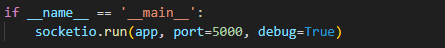 if __name__ == '__main__':
    socketio.run(app, port=5000, debug=True)